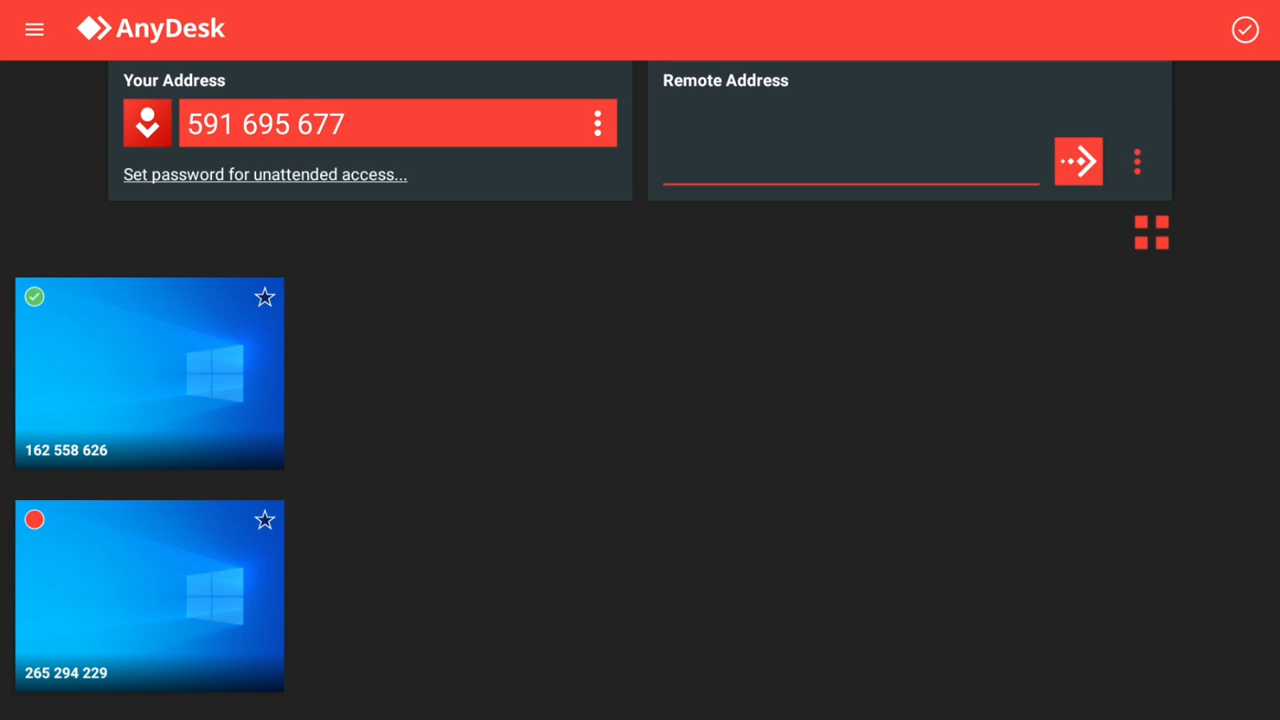 AnyDesk
Your Address
591 695 677
Set password for unattended access...
Remote Address
162 558 626
265 294 229